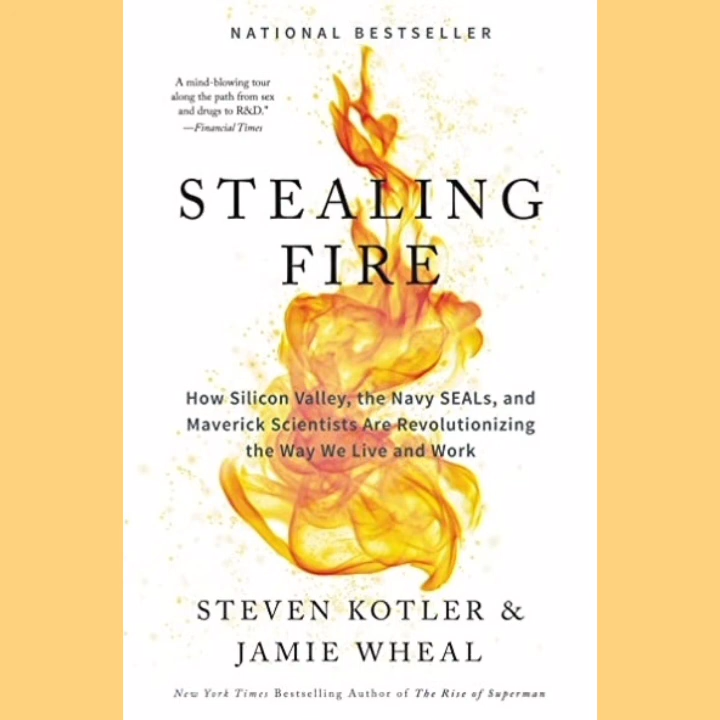 NATIONAL BESTSELLER
A mind-blowing tour
along the path from sex
and drugs to R&D."
—Financial Times
STEALING
FIRE
How Silicon Valley, the Navy SEALs, and
Maverick Scientists Are Revolutionizing
the Way We Live and Work
STEVEN KOTLER &
JAMIE WHEAL
New York Times Bestselling Author of The Rise of Superman